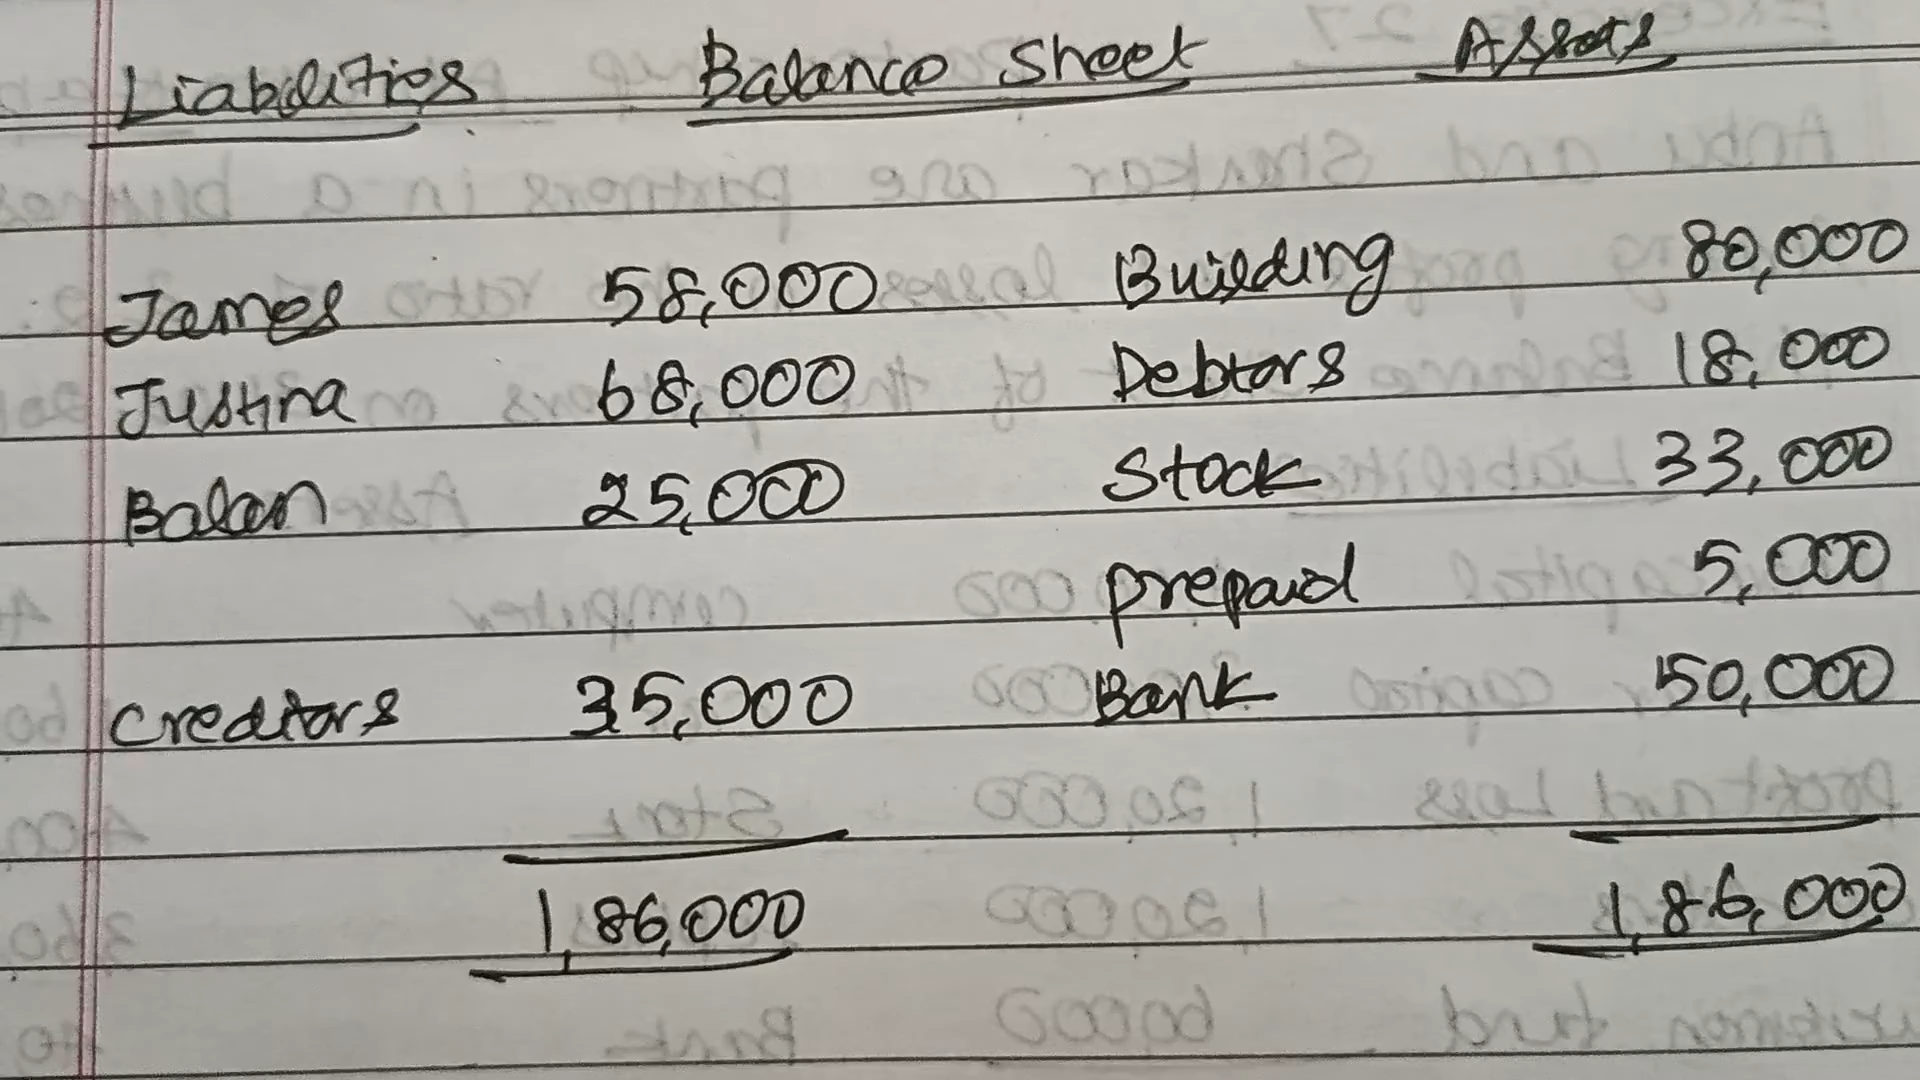 Liabilities Balance Sheet Assets
James 58,000 Building 80,000
Justina 68,000 Debtors 18,000
Balan 25,000 Stock 33,000
prepaid 5,000
Creditors 35,000 Bank 50,000
1,86,000 1,86,000